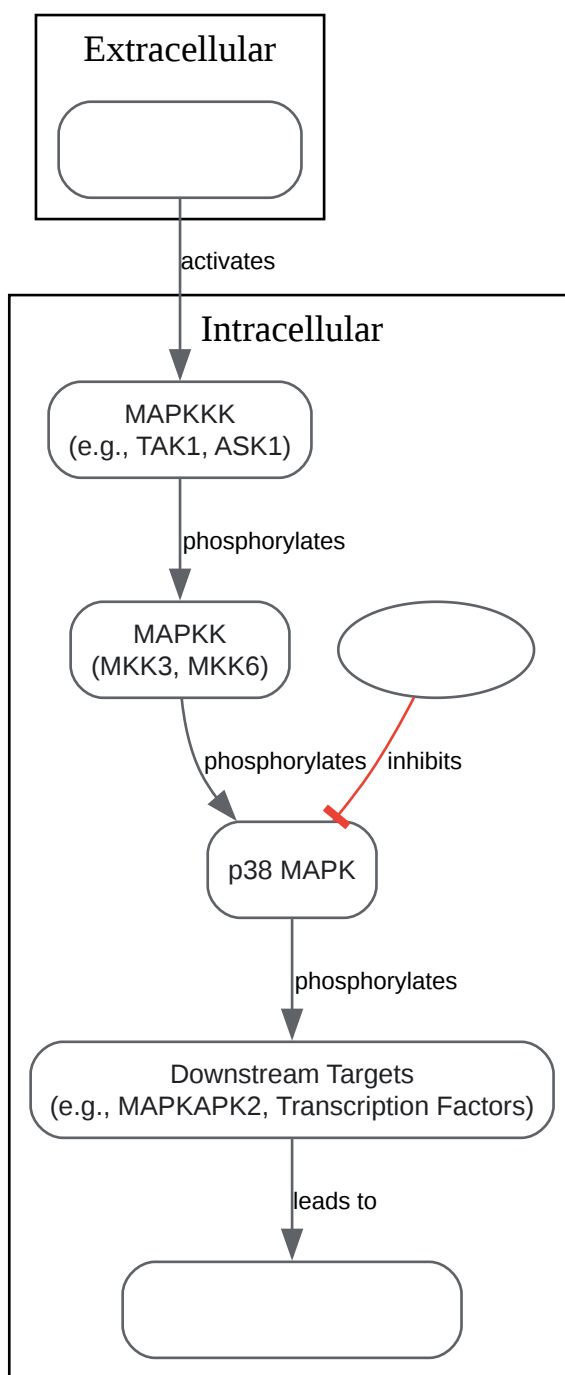 Extracellular
activates
Intracellular
MAPKKK
(e.g., TAK1, ASK1)
phosphorylates
MAPKK
(MKK3, MKK6)
phosphorylates
inhibits
p38 MAPK
phosphorylates
Downstream Targets
(e.g., MAPKAPK2, Transcription Factors)
leads to